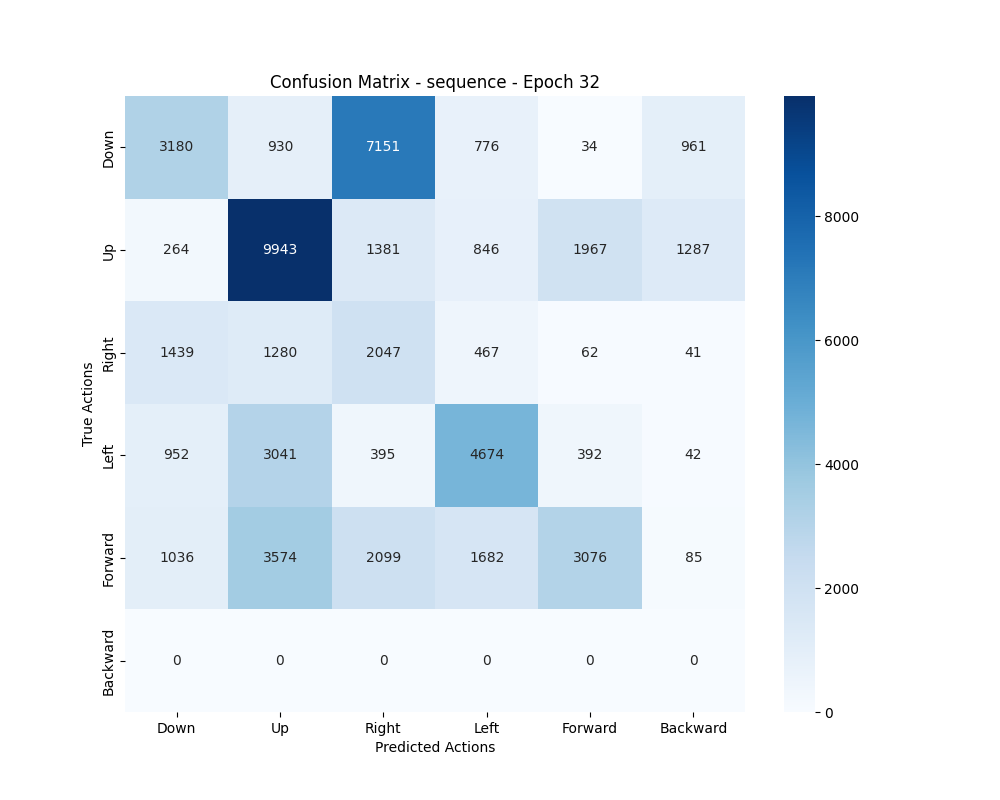 Confusion Matrix - sequence - Epoch 32
True Actions
Down 3180 930 7151 776 34 961
Up 264 9943 1381 846 1967 1287
Right 1439 1280 2047 467 62 41
Left 952 3041 395 4674 392 42
Forward 1036 3574 2099 1682 3076 85
Backward 0 0 0 0 0 0
Down Up Right Left Forward Backward
Predicted Actions
8000
6000
4000
2000
0